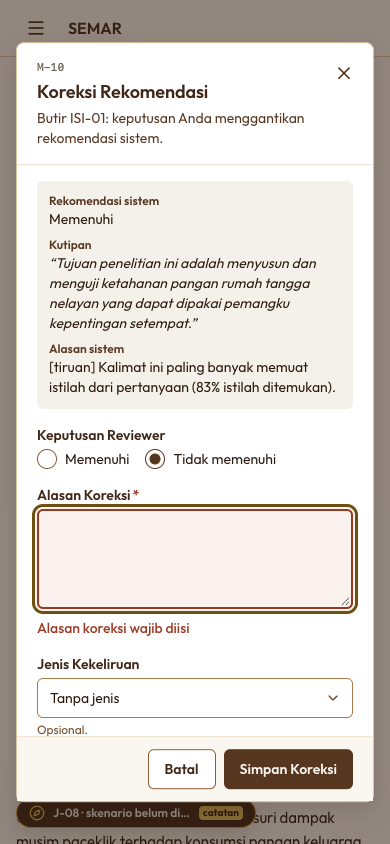 SEMAR
M-10
Koreksi Rekomendasi
Butir ISI-01: keputusan Anda menggantikan
rekomendasi sistem.
Rekomendasi sistem
Memenuhi
Kutipan
“Tujuan penelitian ini adalah menyusun dan
menguji ketahanan pangan rumah tangga
nelayan yang dapat dipakai pemangku
kepentingan setempat.”
Alasan sistem
[tiruan] Kalimat ini paling banyak memuat
istilah dari pertanyaan (83% istilah ditemukan).
Keputusan Reviewer
Memenuhi Tidak memenuhi
Alasan Koreksi *
Alasan koreksi wajib diisi
Jenis Kekeliruan
Tanpa jenis
Opsional.
Batal Simpan Koreksi
J-08 · skenario belum di... catatan suri dampak
musim paceklik terhadap konsumsi pangan keluarga